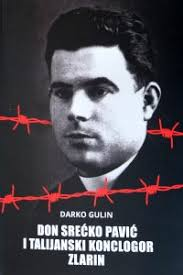 DARKO GULIN
DON SREĆKO PAVIĆ
I TALIJANSKI KONCLOGOR
ZLARIN